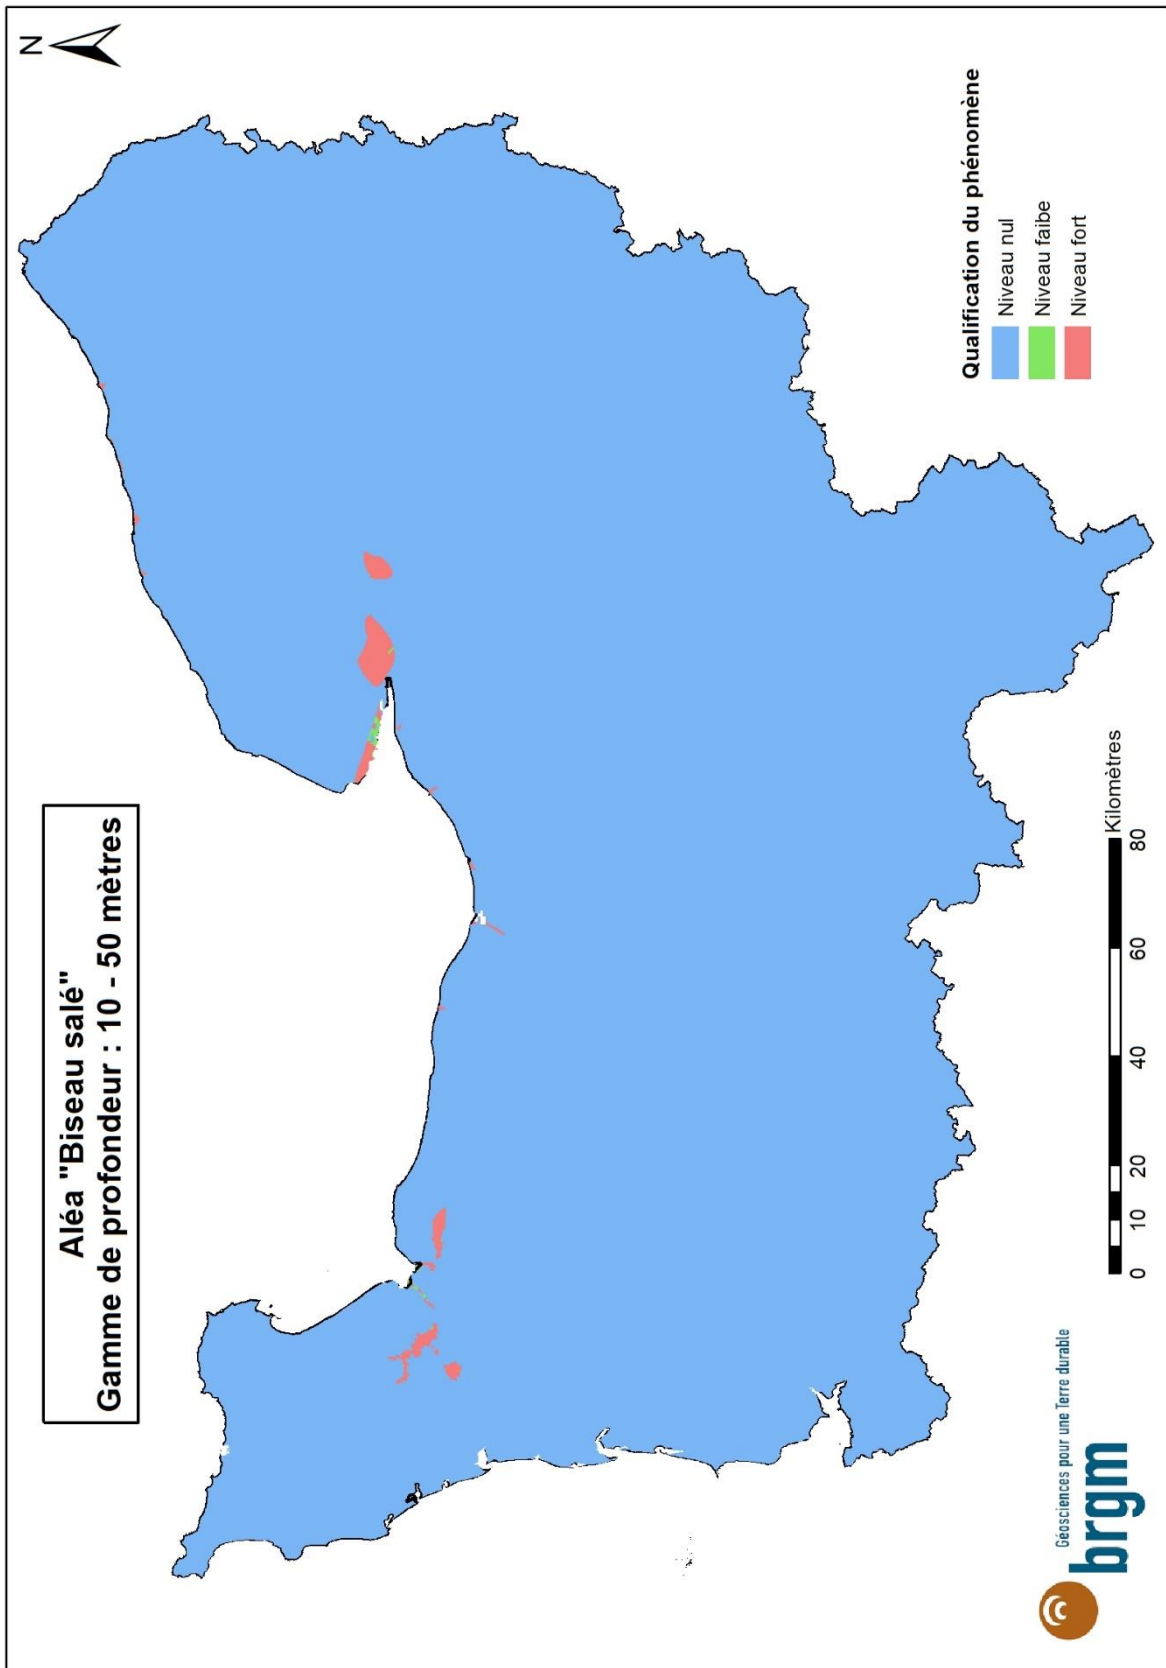 N
Aléa "Biseau salé"
Gamme de profondeur : 10 - 50 mètres
Qualification du phénomène
Niveau nul
Niveau faibe
Niveau fort
Géosciences pour une Terre durable
brgm
0 10 20 40 60 80
Kilomètres